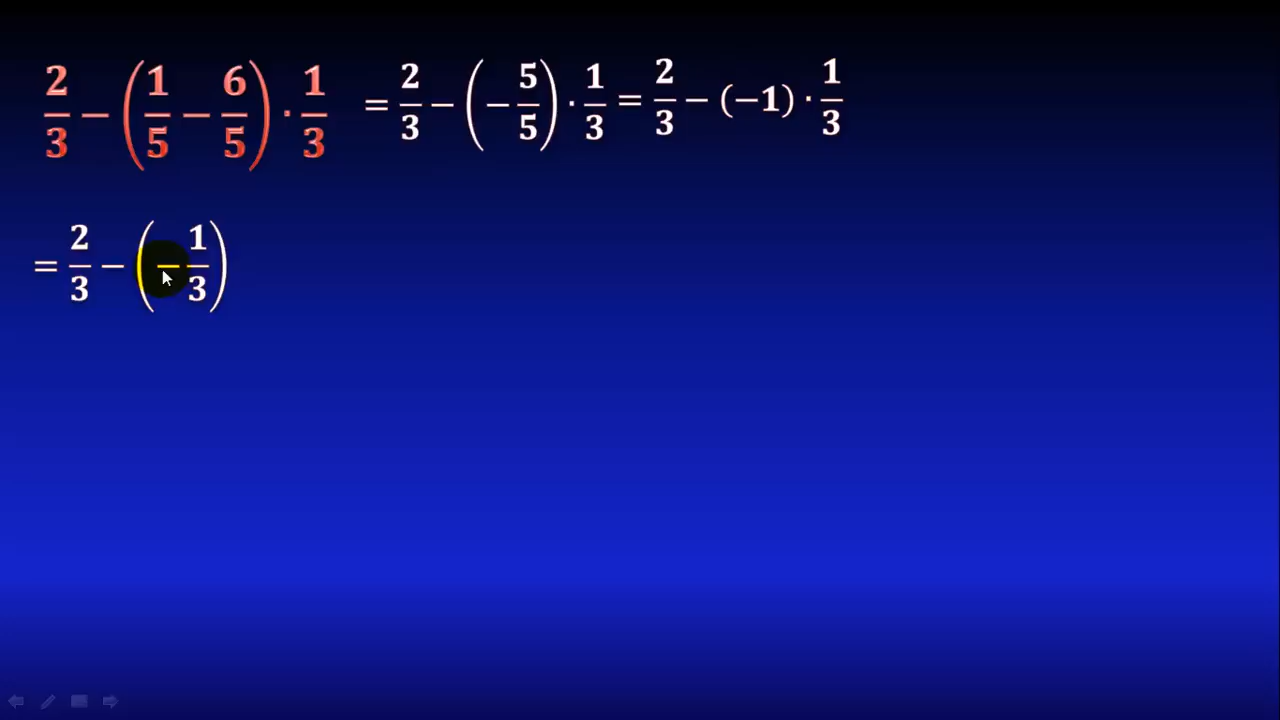 2/3 − (1/5 − 6/5) · 1/3 = 2/3 − (− 5/5) · 1/3 = 2/3 − (−1) · 1/3
= 2/3 − (− 1/3)